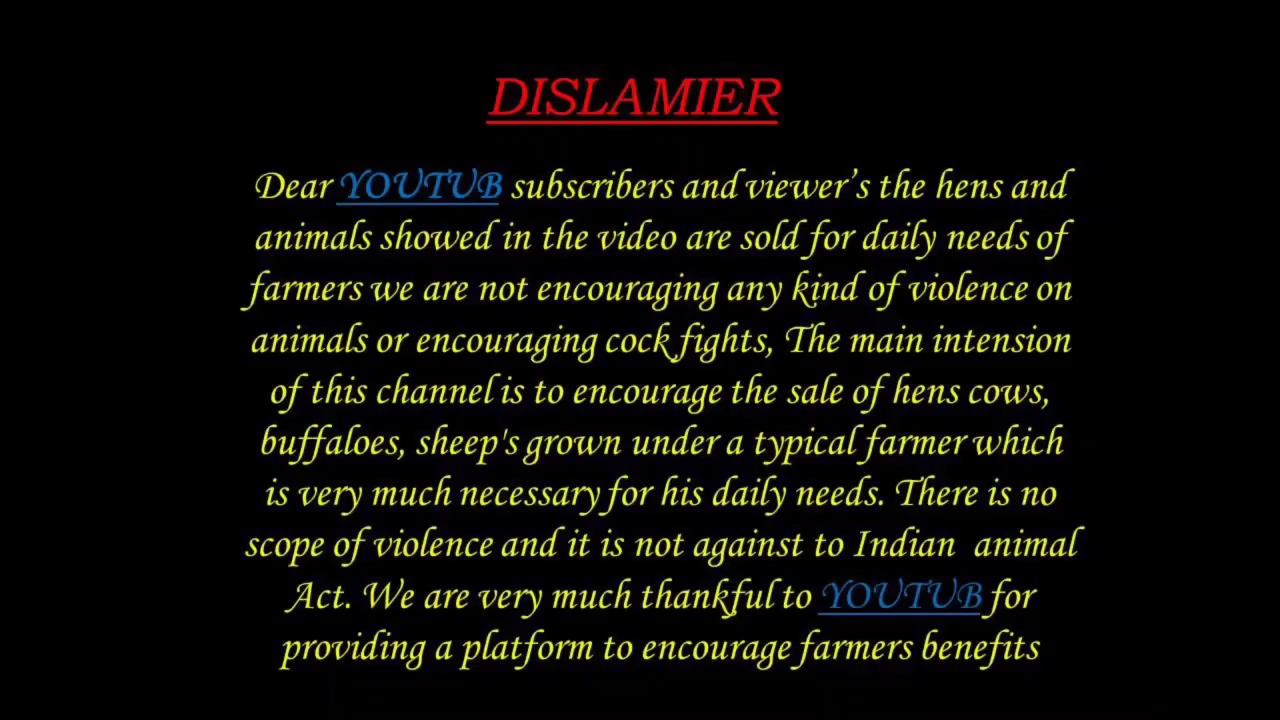 DISLAMIER
Dear YOUTUB subscribers and viewer’s the hens and
animals showed in the video are sold for daily needs of
farmers we are not encouraging any kind of violence on
animals or encouraging cock fights, The main intension
of this channel is to encourage the sale of hens cows,
buffaloes, sheep's grown under a typical farmer which
is very much necessary for his daily needs. There is no
scope of violence and it is not against to Indian animal
Act. We are very much thankful to YOUTUB for
providing a platform to encourage farmers benefits